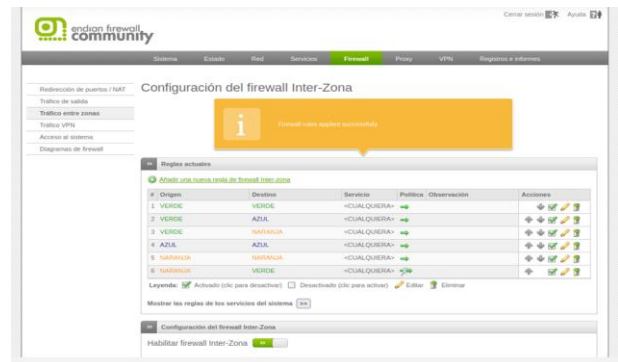 Cerrar sesión Ayuda
endian firewall
community
Sistema Estado Red Servicios Firewall Proxy VPN Registros e informes
Redirección de puertos / NAT
Tráfico de salida
Tráfico entre zonas
Tráfico VPN
Acceso al sistema
Diagramas de firewall
Configuración del firewall Inter-Zona
Firewall rules applied successfully
>> Reglas actuales
Añadir una nueva regla de firewall inter-zona
# Origen Destino Servicio Política Observación Acciones
1 VERDE VERDE <CUALQUIERA>
2 VERDE AZUL <CUALQUIERA>
3 VERDE NARANJA <CUALQUIERA>
4 AZUL AZUL <CUALQUIERA>
5 NARANJA NARANJA <CUALQUIERA>
6 NARANJA VERDE <CUALQUIERA>
Leyenda: Activado (clic para desactivar) Desactivado (clic para activar) Editar Eliminar
Mostrar las reglas de los servicios del sistema >>
>> Configuración del firewall Inter-Zona
Habilitar firewall Inter-Zona